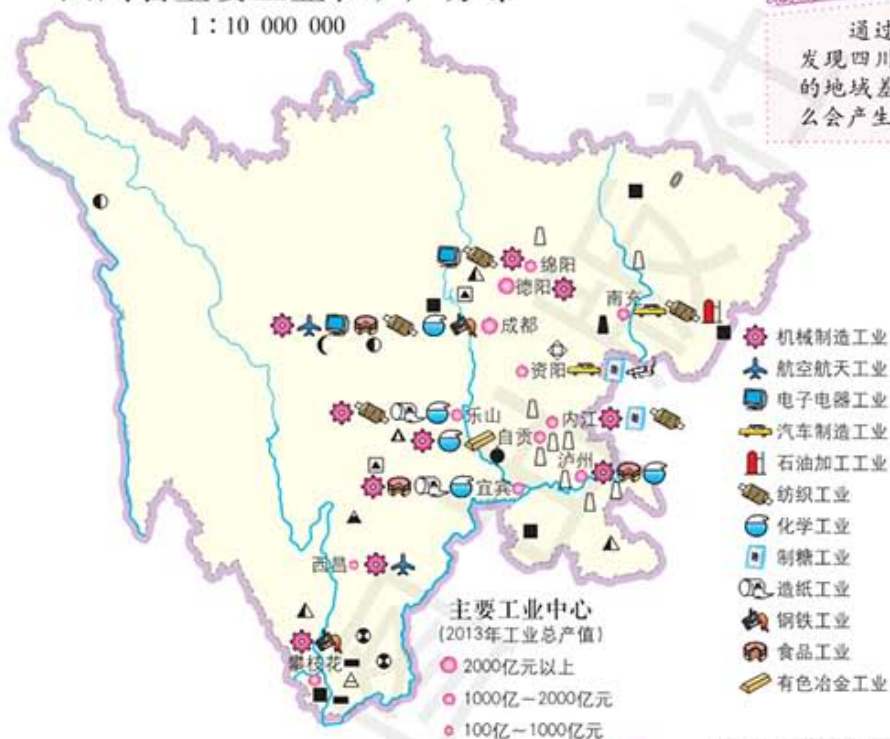 1：10 000 000
通过
发现四川
的地域差
么会产生
绵阳
德阳
南充
成都
资阳
乐山
内江
自贡
泸州
宜宾
西昌
攀枝花
机械制造工业
航空航天工业
电子电器工业
汽车制造工业
石油加工工业
纺织工业
化学工业
制糖工业
造纸工业
钢铁工业
食品工业
有色冶金工业
主要工业中心
(2013年工业总产值)
2000亿元以上
1000亿－2000亿元
100亿～1000亿元